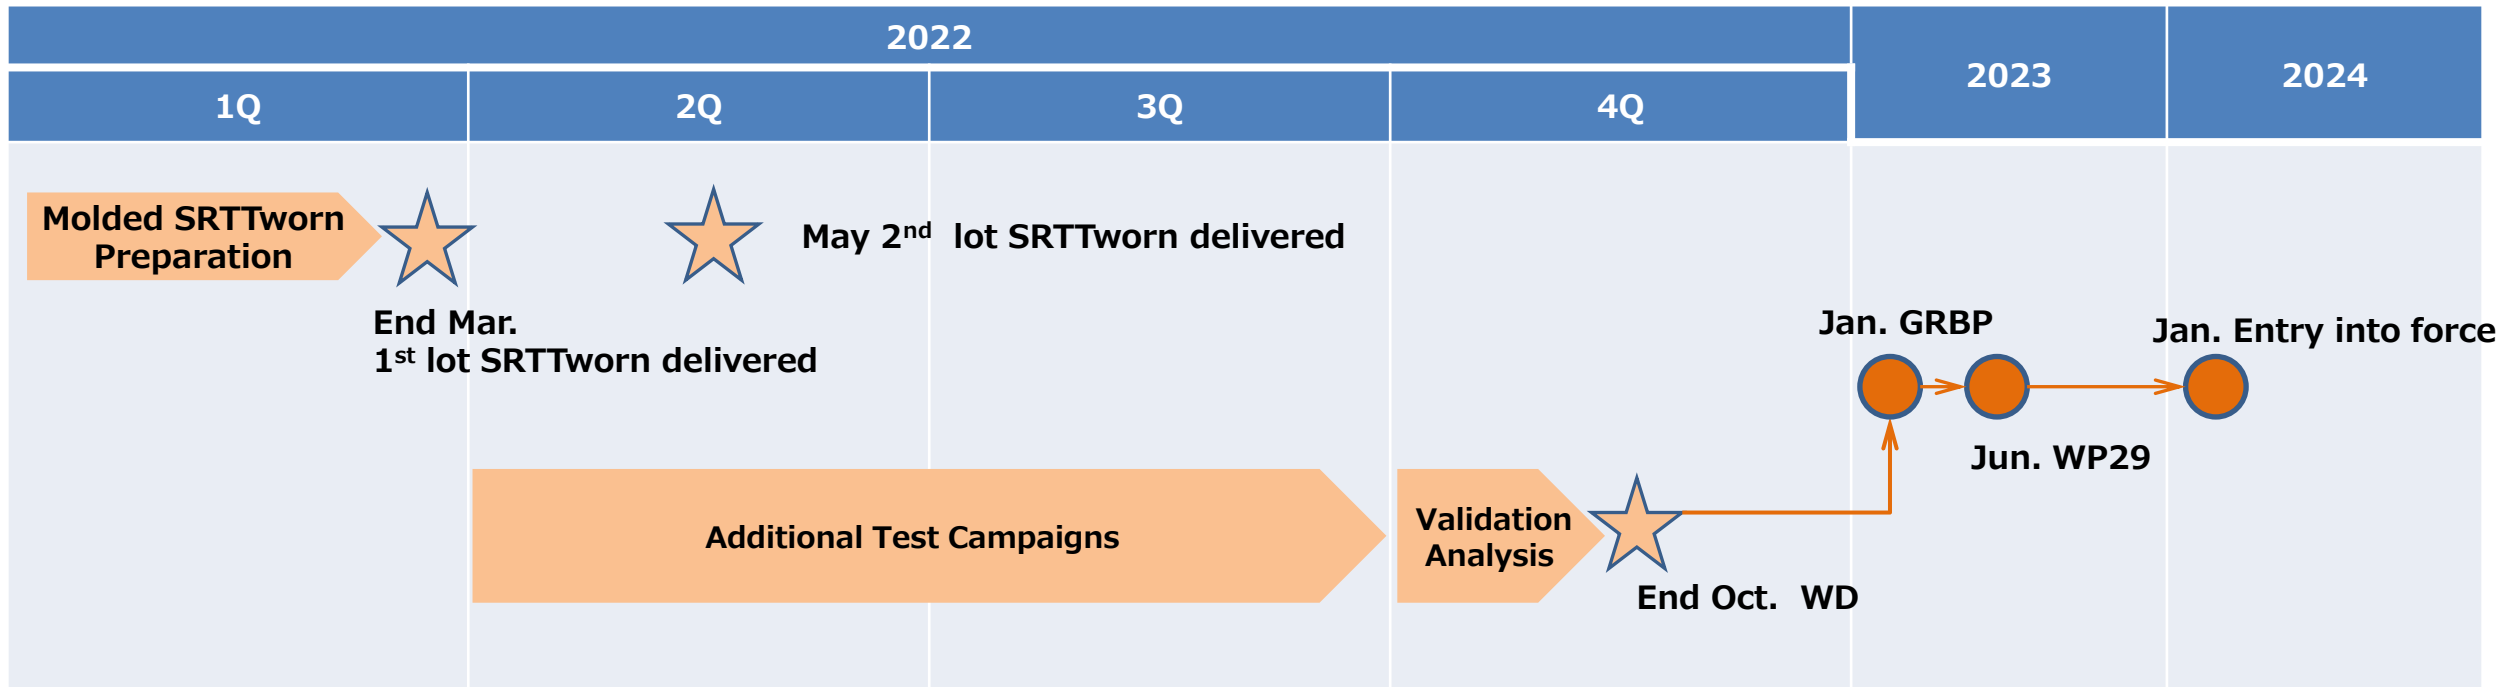 2022
2023
2024
1Q
2Q
3Q
4Q
Molded SRTTworn
Preparation
May 2nd lot SRTTworn delivered
End Mar.
1st lot SRTTworn delivered
Jan. GRBP
Jan. Entry into force
Jun. WP29
Additional Test Campaigns
Validation
Analysis
End Oct. WD